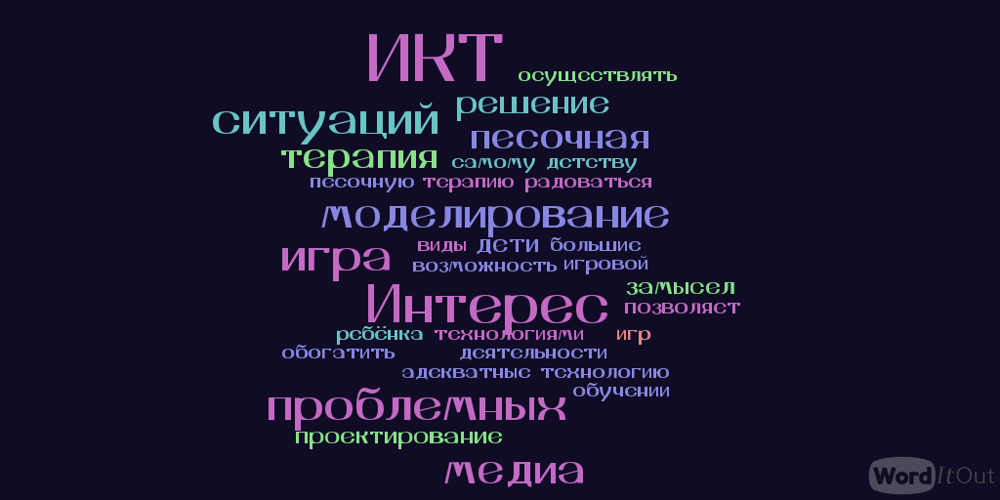 ИКТ
осуществлять
решение
ситуаций
песочная
терапия
самому детству
песочную терапию радоваться
моделирование
виды дети большие
игра
возможность игровой
замысел
Интерес
позволяет
ребёнка технологиями игр
обогатить деятельности
адекватные технологию
обучении
проблемных
проектирование
медиа
WordItOut